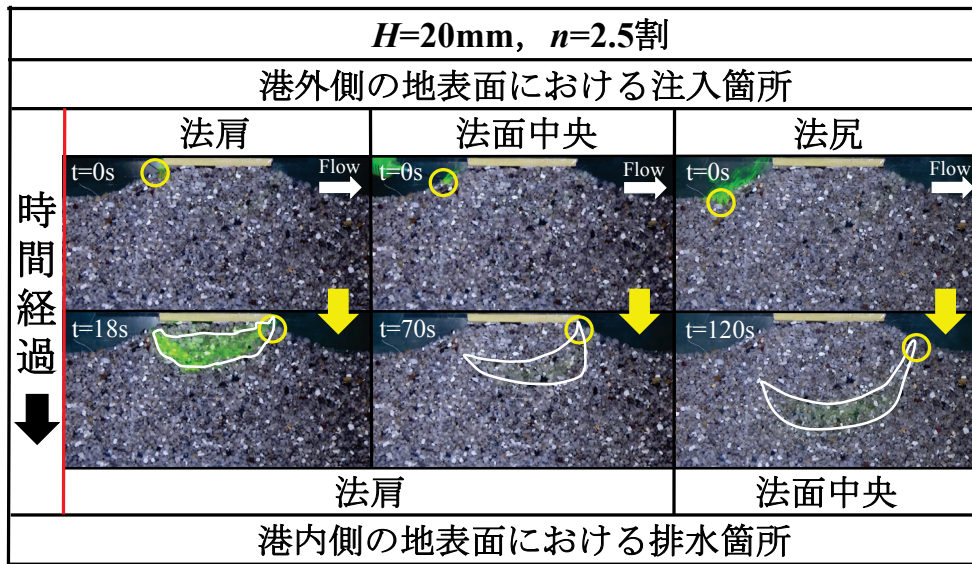 H=20mm, n=2.5割
港外側の地表面における注入箇所
法肩 法面中央 法尻
t=0s Flow t=0s Flow t=0s Flow
時間経過
t=18s t=70s t=120s
法肩 法面中央
港内側の地表面における排水箇所